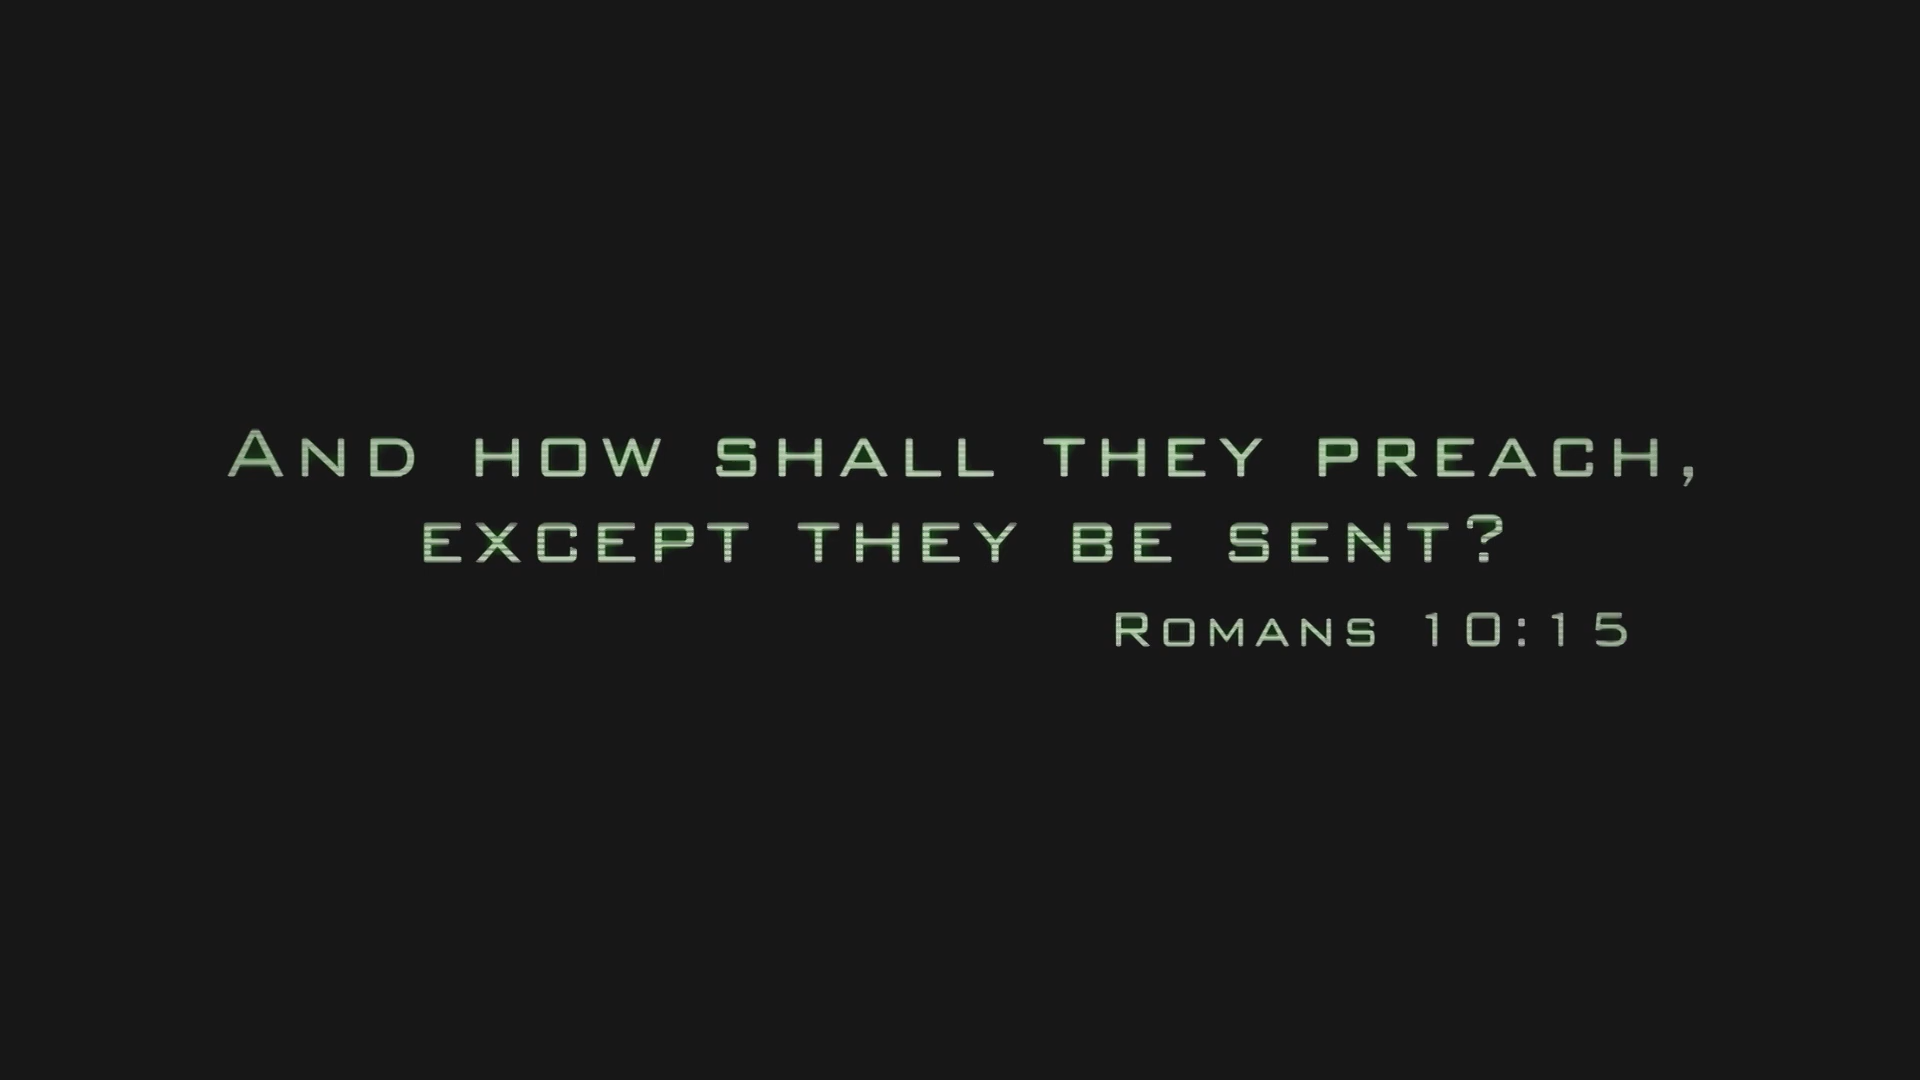 And how shall they preach,
except they be sent?
Romans 10:15